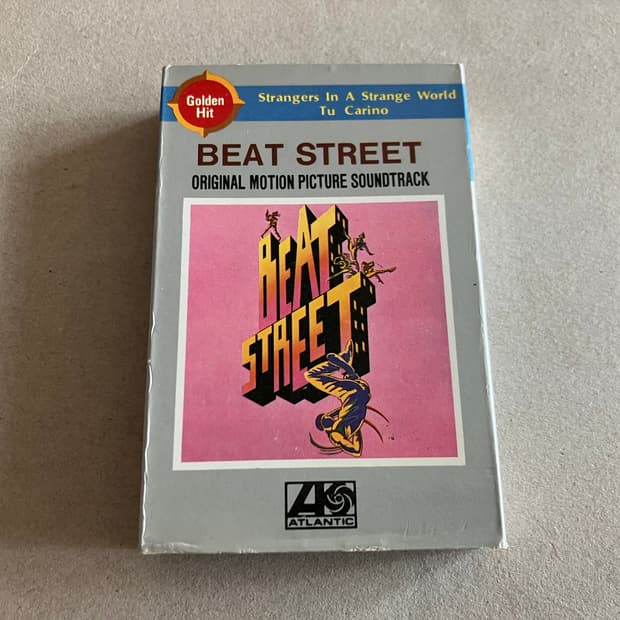 Golden
Hit
Strangers In A Strange World
Tu Carino
BEAT STREET
ORIGINAL MOTION PICTURE SOUNDTRACK
BEAT
STREET
ATLANTIC